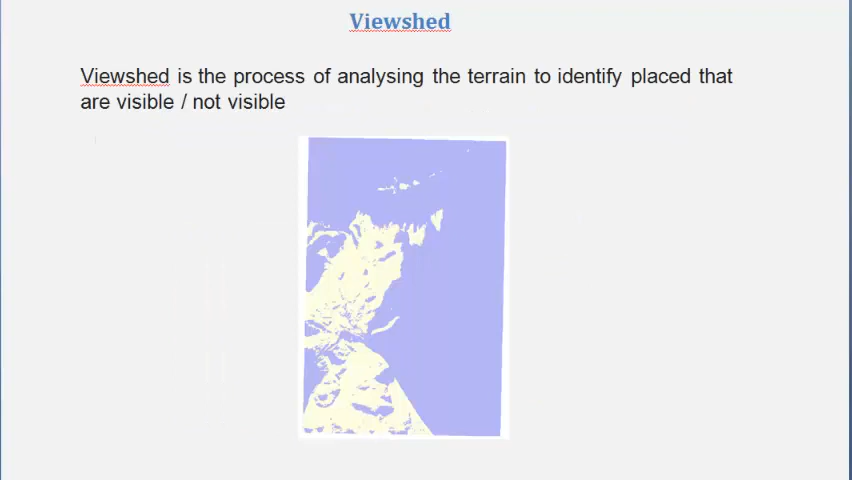 Viewshed
Viewshed is the process of analysing the terrain to identify placed that
are visible / not visible